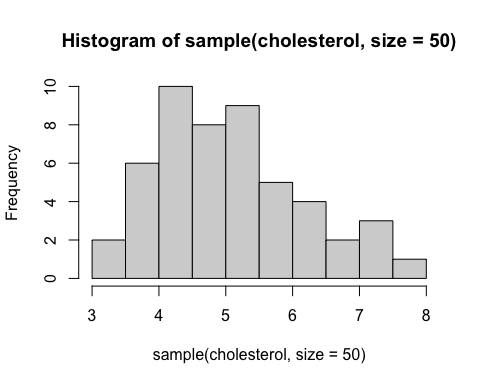 Histogram of sample(cholesterol, size = 50)
Frequency
10
8
6
4
2
0
3 4 5 6 7 8
sample(cholesterol, size = 50)